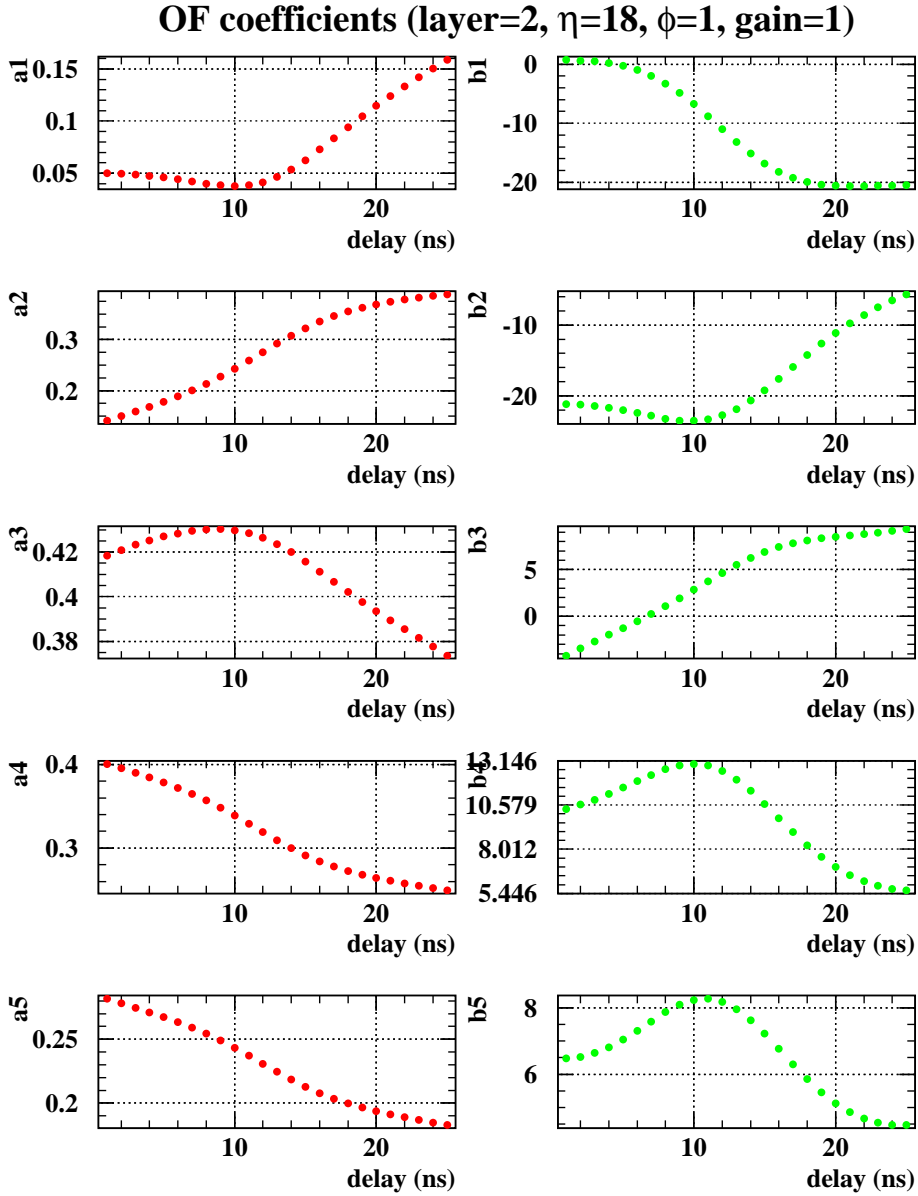 OF coefficients (layer=2, η=18, ϕ=1, gain=1)
a1
0.15
0.1
0.05
10
20
delay (ns)
b1
0
-10
-20
10
20
delay (ns)
a2
0.3
0.2
10
20
delay (ns)
b2
-10
-20
10
20
delay (ns)
a3
0.42
0.4
0.38
10
20
delay (ns)
b3
5
0
10
20
delay (ns)
a4
0.4
0.3
10
20
delay (ns)
b4
13.146
10.579
8.012
5.446
10
20
delay (ns)
a5
0.25
0.2
10
20
delay (ns)
b5
8
6
10
20
delay (ns)